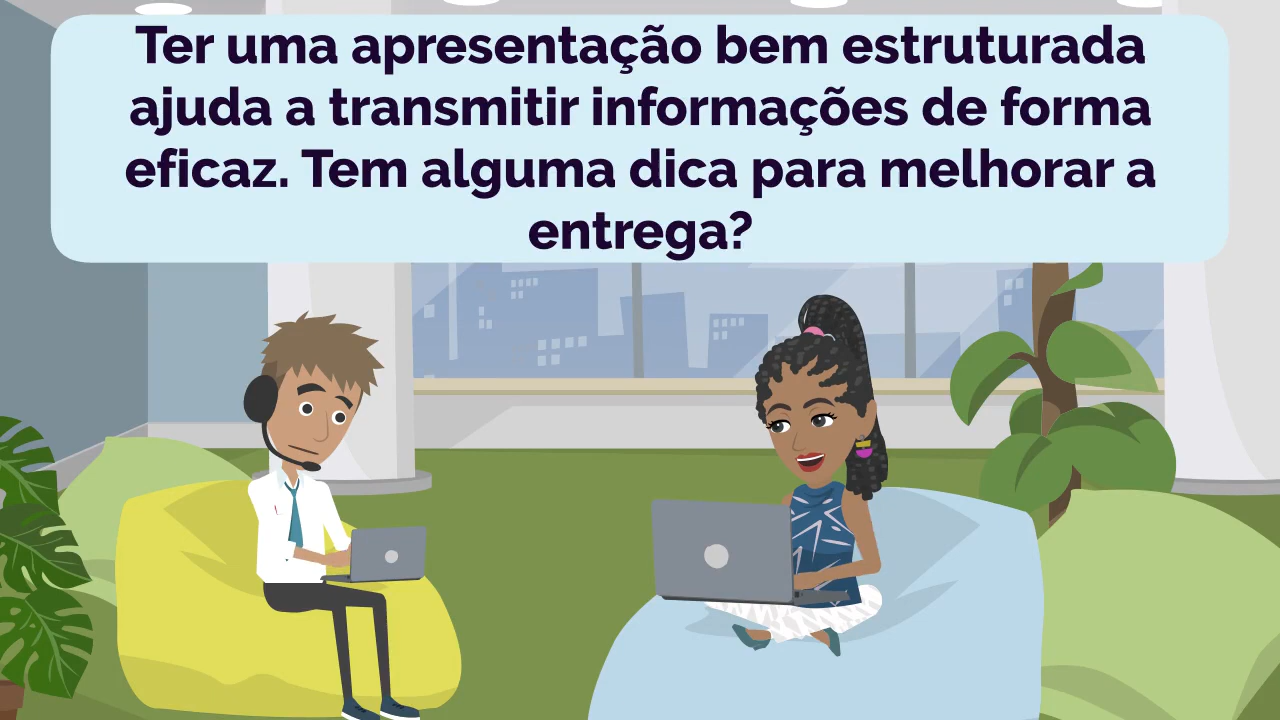 Ter uma apresentação bem estruturada
ajuda a transmitir informações de forma
eficaz. Tem alguma dica para melhorar a
entrega?